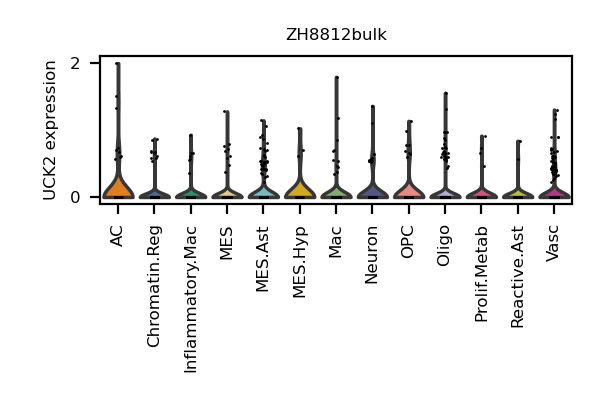 ZH8812bulk
UCK2 expression
2
0
AC
Chromatin.Reg
Inflammatory.Mac
MES
MES.Ast
MES.Hyp
Mac
Neuron
OPC
Oligo
Prolif.Metab
Reactive.Ast
Vasc